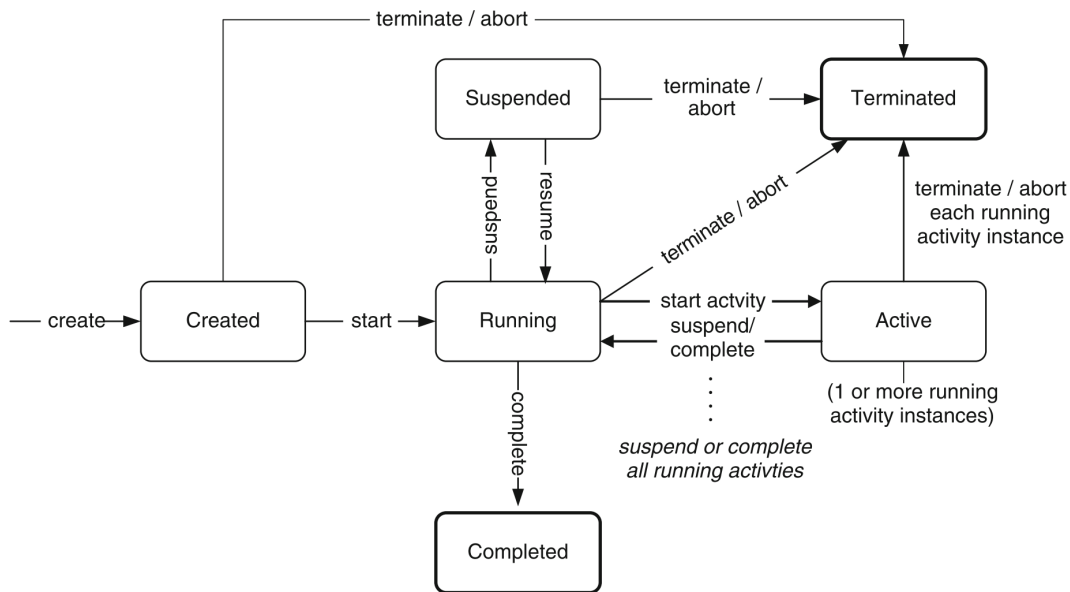 terminate / abort
Suspended
terminate /
abort
Terminated
suspend
resume
terminate / abort
terminate / abort
each running
activity instance
create
Created
start
Running
start actvity
suspend/
complete
Active
(1 or more running
activity instances)
complete
suspend or complete
all running activties
Completed